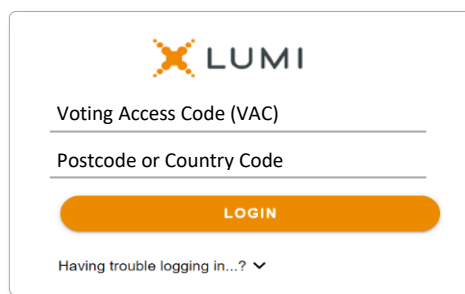 LUMI
Voting Access Code (VAC)
Postcode or Country Code
LOGIN
Having trouble logging in...?